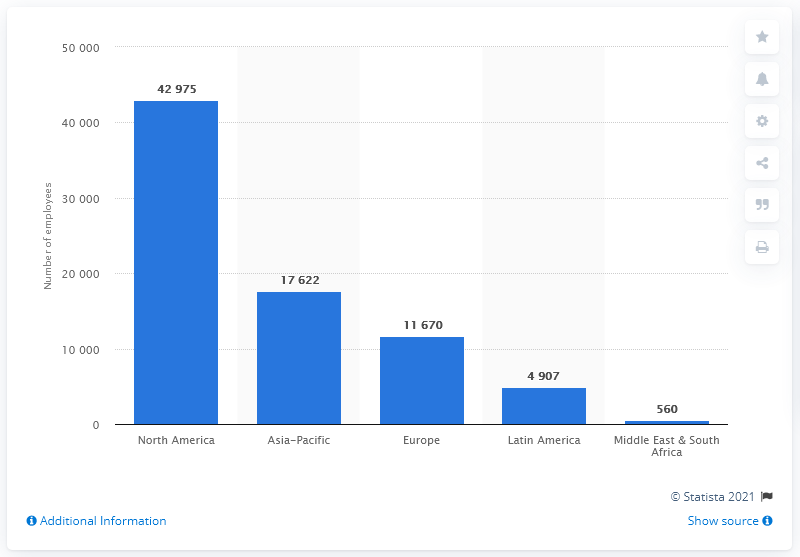 50 000
40 000
30 000
20 000
10 000
0
Number of employees
42 975
17 622
11 670
4 907
560
North America
Asia-Pacific
Europe
Latin America
Middle East & South
Africa
© Statista 2021
Additional Information
Show source